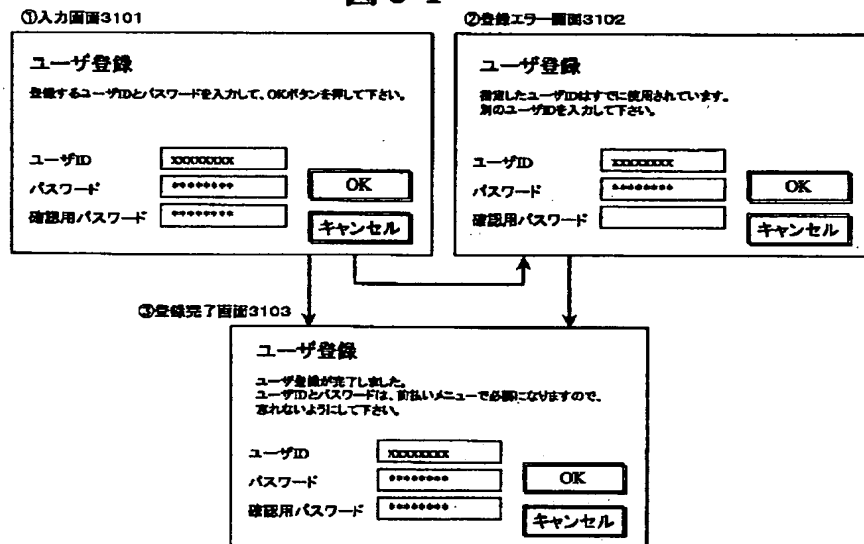 ①入力画面3101
ユーザ登録
登録するユーザIDとパスワードを入力して、OKボタンを押して下さい。
ユーザID
xxxxxxxx
パスワード
********
OK
確認用パスワード
********
キャンセル
②登録エラー画面3102
ユーザ登録
指定したユーザIDはすでに使用されています。
別のユーザIDを入力して下さい。
ユーザID
xxxxxxxx
パスワード
********
OK
確認用パスワード
キャンセル
③登録完了画面3103
ユーザ登録
ユーザ登録が完了しました。
ユーザIDとパスワードは、前払いメニューで必要になりますので、
忘れないようにして下さい。
ユーザID
xxxxxxxx
パスワード
********
OK
確認用パスワード
********
キャンセル